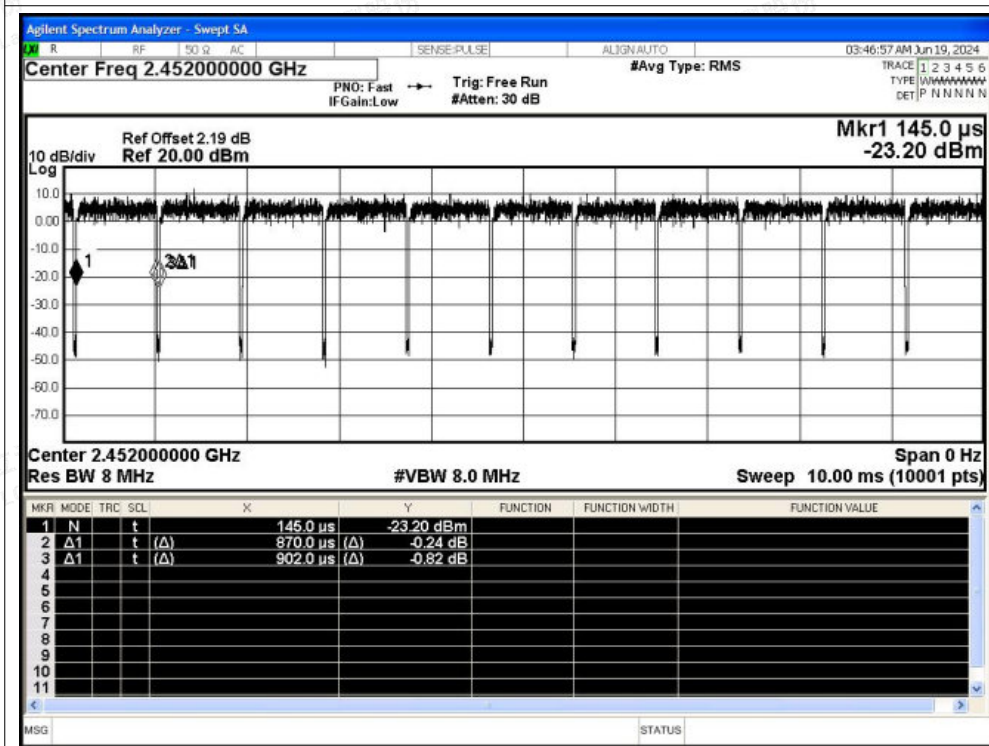 Agilent Spectrum Analyzer - Swept SA
LXI R RF 50 Ω AC SENSE:PULSE ALIGN AUTO 03:46:57 AM Jun 19, 2024
Center Freq 2.452000000 GHz #Avg Type: RMS TRACE 1 2 3 4 5 6
PNO: Fast Trig: Free Run TYPE WWWWWW
IFGain:Low #Atten: 30 dB DET P N N N N N
Mkr1 145.0 µs
-23.20 dBm
Ref Offset 2.19 dB
10 dB/div Ref 20.00 dBm
Log
10.0
0.00
-10.0
1
3Δ1
-20.0
-30.0
-40.0
-50.0
-60.0
-70.0
Center 2.452000000 GHz Span 0 Hz
Res BW 8 MHz #VBW 8.0 MHz Sweep 10.00 ms (10001 pts)
MKR MODE TRC SCL X Y FUNCTION FUNCTION WIDTH FUNCTION VALUE
1 N t 145.0 µs -23.20 dBm
2 Δ1 t (Δ) 870.0 µs (Δ) -0.24 dB
3 Δ1 t (Δ) 902.0 µs (Δ) -0.82 dB
4
5
6
7
8
9
10
11
MSG STATUS